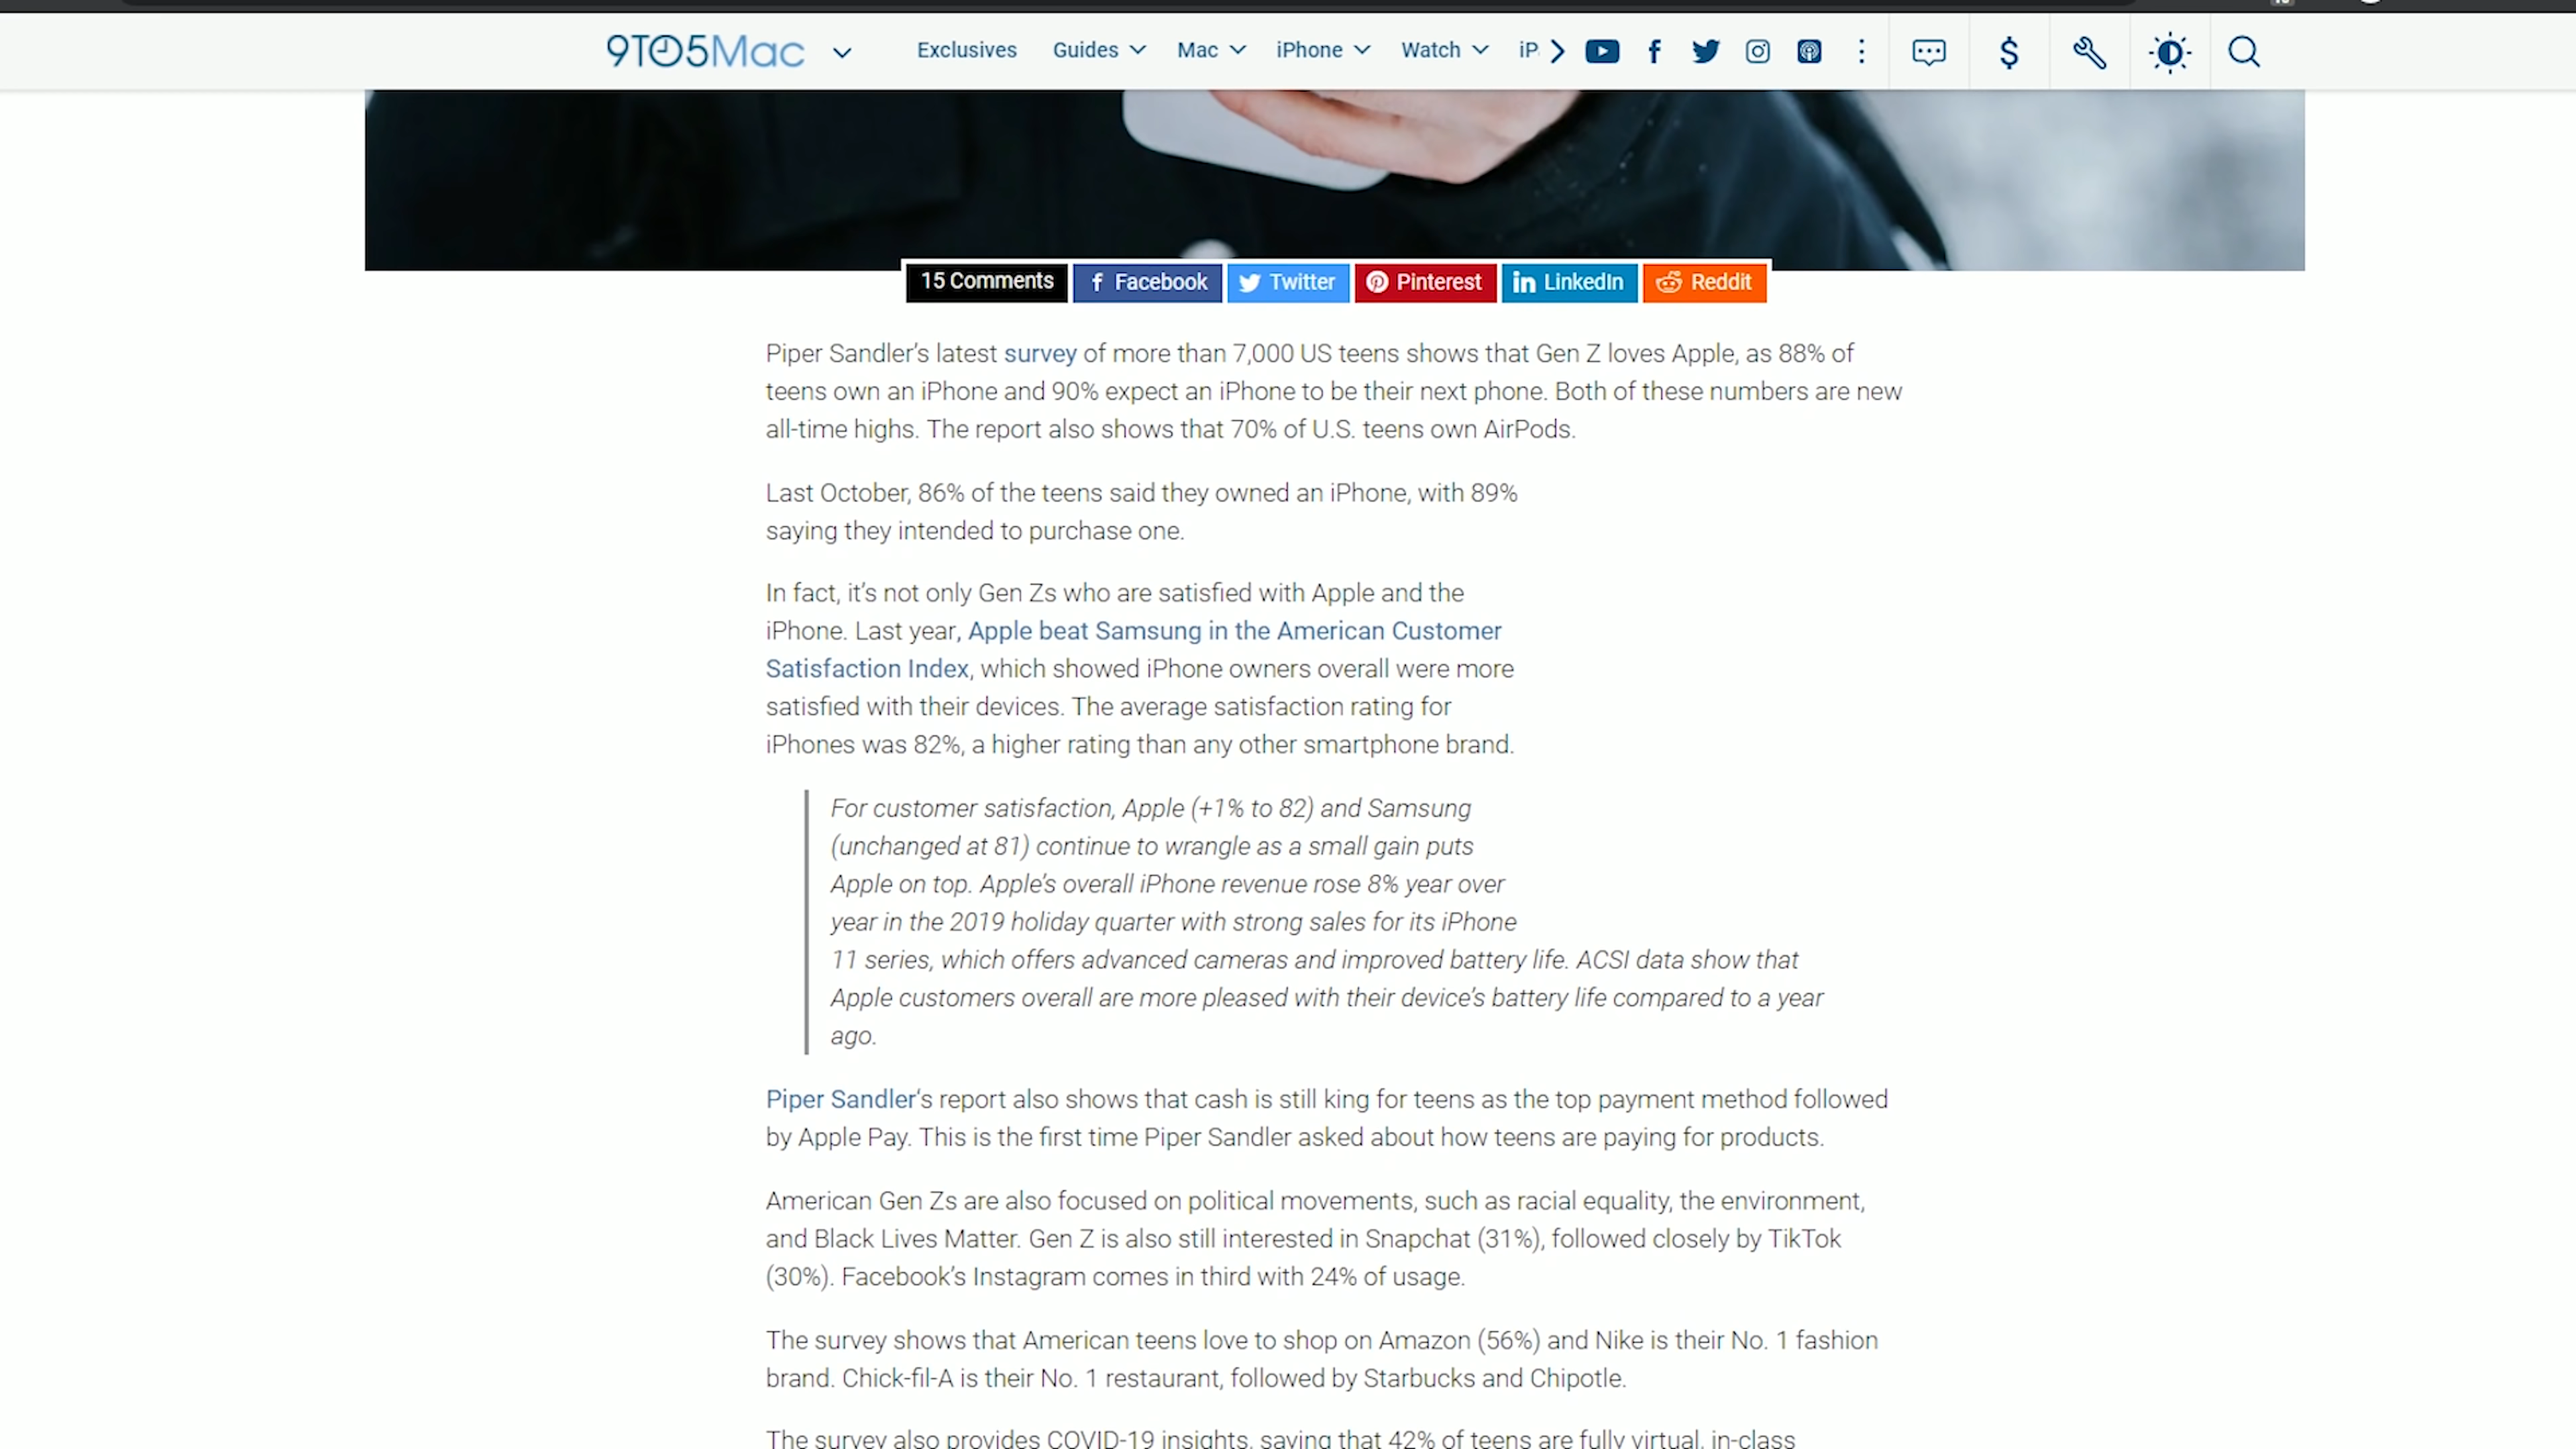 9TO5Mac
Exclusives Guides Mac iPhone Watch iP
15 Comments Facebook Twitter Pinterest LinkedIn Reddit
Piper Sandler’s latest survey of more than 7,000 US teens shows that Gen Z loves Apple, as 88% of
teens own an iPhone and 90% expect an iPhone to be their next phone. Both of these numbers are new
all-time highs. The report also shows that 70% of U.S. teens own AirPods.
Last October, 86% of the teens said they owned an iPhone, with 89%
saying they intended to purchase one.
In fact, it’s not only Gen Zs who are satisfied with Apple and the
iPhone. Last year, Apple beat Samsung in the American Customer
Satisfaction Index, which showed iPhone owners overall were more
satisfied with their devices. The average satisfaction rating for
iPhones was 82%, a higher rating than any other smartphone brand.
For customer satisfaction, Apple (+1% to 82) and Samsung
(unchanged at 81) continue to wrangle as a small gain puts
Apple on top. Apple’s overall iPhone revenue rose 8% year over
year in the 2019 holiday quarter with strong sales for its iPhone
11 series, which offers advanced cameras and improved battery life. ACSI data show that
Apple customers overall are more pleased with their device’s battery life compared to a year
ago.
Piper Sandler‘s report also shows that cash is still king for teens as the top payment method followed
by Apple Pay. This is the first time Piper Sandler asked about how teens are paying for products.
American Gen Zs are also focused on political movements, such as racial equality, the environment,
and Black Lives Matter. Gen Z is also still interested in Snapchat (31%), followed closely by TikTok
(30%). Facebook’s Instagram comes in third with 24% of usage.
The survey shows that American teens love to shop on Amazon (56%) and Nike is their No. 1 fashion
brand. Chick-fil-A is their No. 1 restaurant, followed by Starbucks and Chipotle.
The survey also provides COVID-19 insights, saying that 42% of teens are fully virtual, in-class